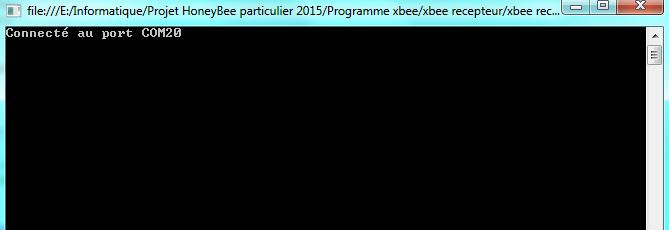 file:///E:/Informatique/Projet HoneyBee particulier 2015/Programme xbee/xbee recepteur/xbee rec...
Connecté au port COM20